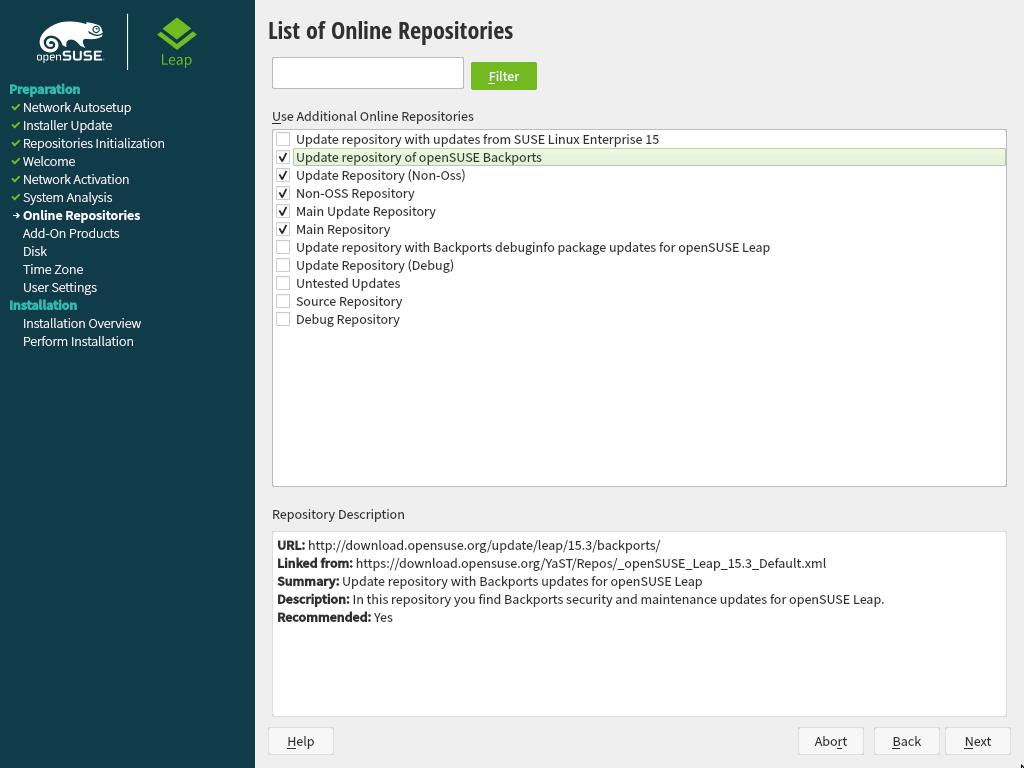 openSUSE
Leap
Preparation
Network Autosetup
Installer Update
Repositories Initialization
Welcome
Network Activation
System Analysis
Online Repositories
Add-On Products
Disk
Time Zone
User Settings
Installation
Installation Overview
Perform Installation
List of Online Repositories
Filter
Use Additional Online Repositories
Update repository with updates from SUSE Linux Enterprise 15
Update repository of openSUSE Backports
Update Repository (Non-Oss)
Non-OSS Repository
Main Update Repository
Main Repository
Update repository with Backports debuginfo package updates for openSUSE Leap
Update Repository (Debug)
Untested Updates
Source Repository
Debug Repository
Repository Description
URL: http://download.opensuse.org/update/leap/15.3/backports/
Linked from: https://download.opensuse.org/YaST/Repos/_openSUSE_Leap_15.3_Default.xml
Summary: Update repository with Backports updates for openSUSE Leap
Description: In this repository you find Backports security and maintenance updates for openSUSE Leap.
Recommended: Yes
Help
Abort
Back
Next